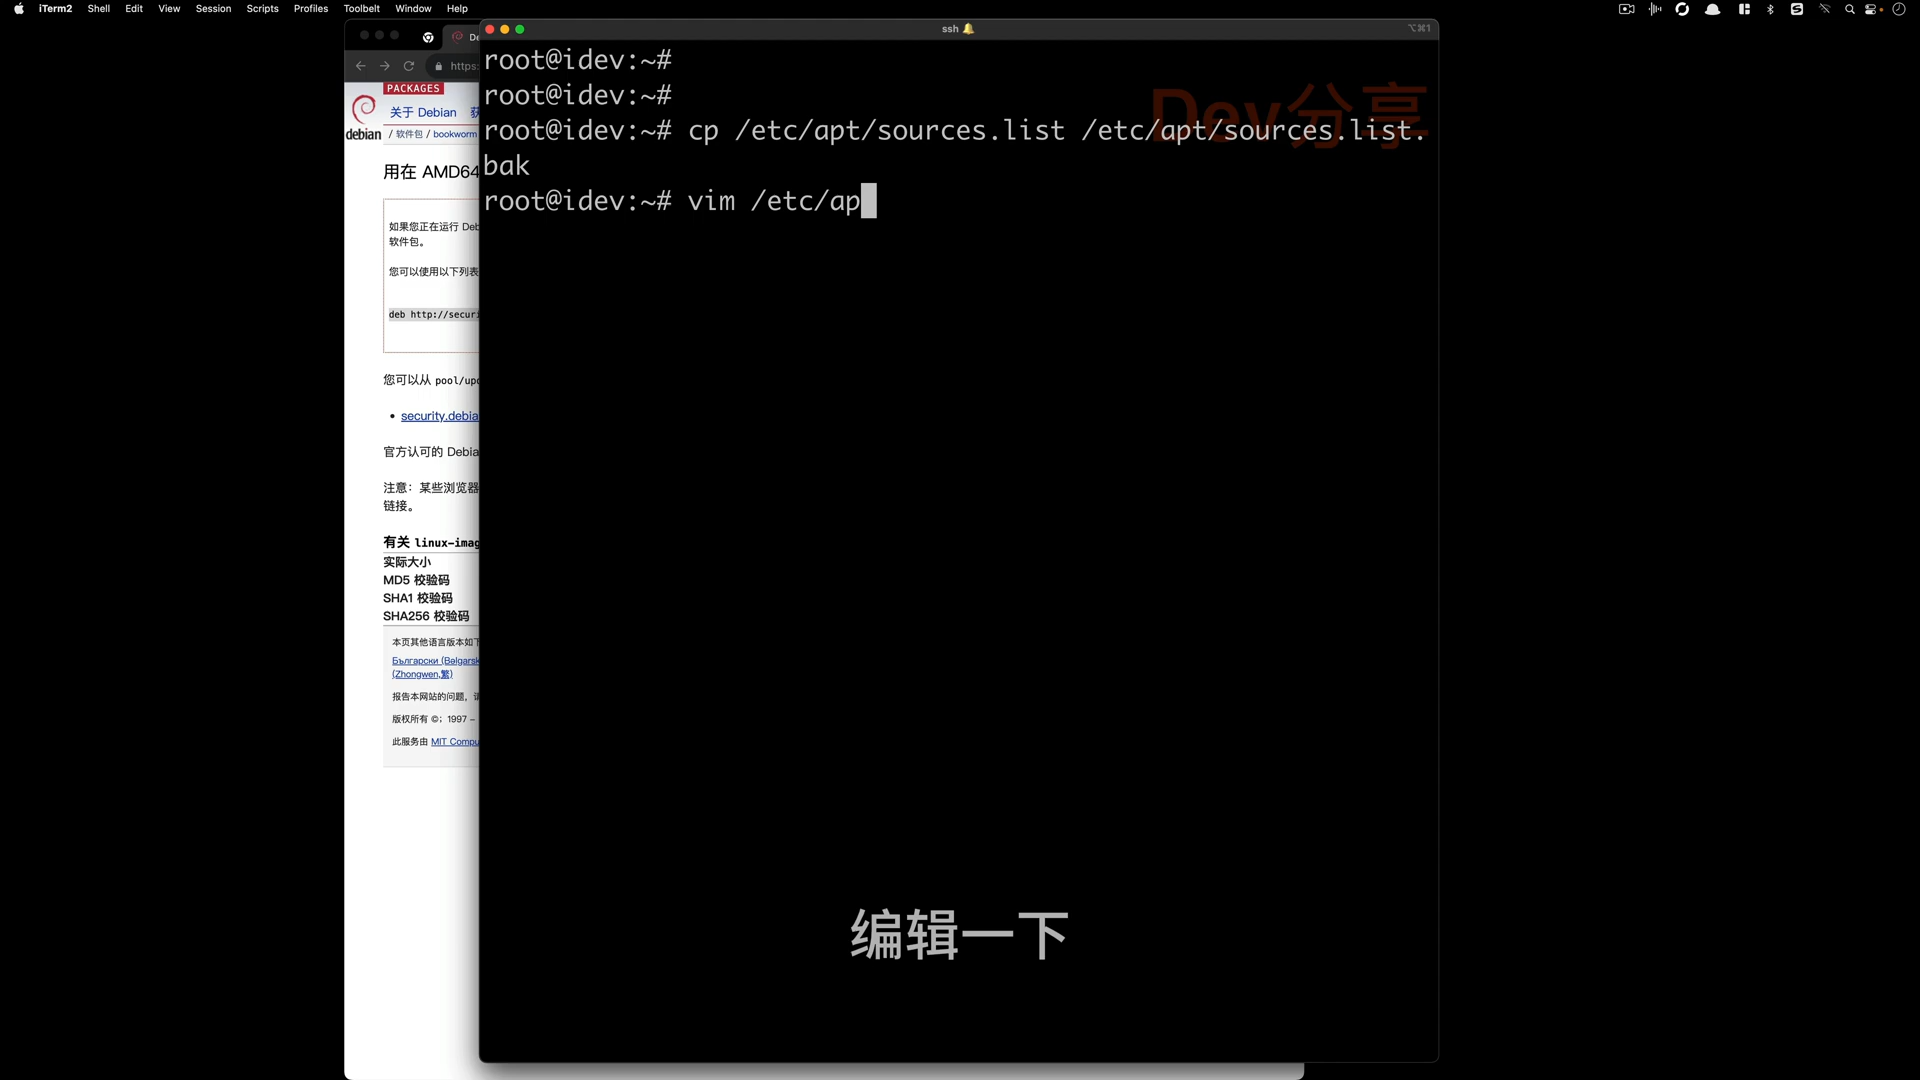 iTerm2 Shell Edit View Session Scripts Profiles Toolbelt Window Help
ssh
⌥⌘1
https:
PACKAGES
关于 Debian
debian
/ 软件包 / bookworm
用在 AMD64
如果您正在运行 Deb
软件包。
您可以使用以下列表
deb http://securi
您可以从 pool/upd
• security.debia
官方认可的 Debia
注意：某些浏览器
链接。
有关 linux-imag
实际大小
MD5 校验码
SHA1 校验码
SHA256 校验码
本页其他语言版本如下
Български (Bəlgarsk
(Zhongwen,繁)
报告本网站的问题，请
版权所有 ©; 1997 -
此服务由 MIT Compu
root@idev:~#
root@idev:~#
root@idev:~# cp /etc/apt/sources.list /etc/apt/sources.list.
bak
root@idev:~# vim /etc/ap
Dev分享
编辑一下